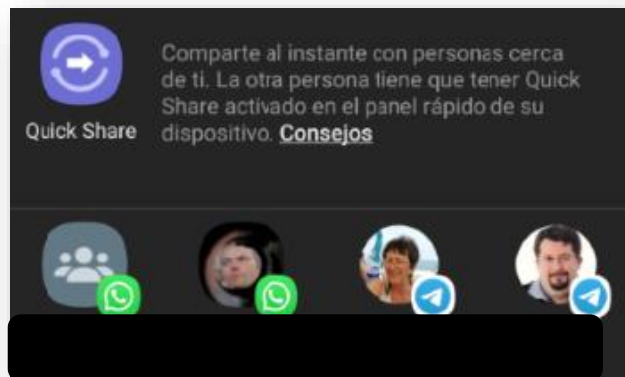 Comparte al instante con personas cerca
de ti. La otra persona tiene que tener Quick
Share activado en el panel rápido de su
dispositivo. Consejos
Quick Share